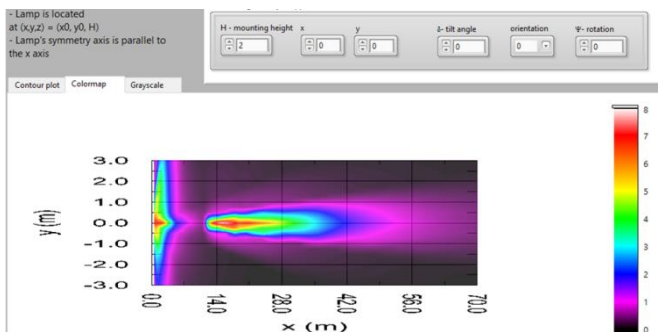 - Lamp is located
at (x,y,z) = (x0, y0, H)
- Lamp's symmetry axis is parallel to
the x axis
H - mounting height x y δ- tilt angle orientation Ψ- rotation
2 0 0 0 0 0
Contour plot Colormap Grayscale
8
7
6
5
4
3
2
1
0
3.0
2.0
1.0
0.0
-1.0
-2.0
-3.0
y (m)
0.0 14.0 28.0 42.0 56.0 70.0
x (m)